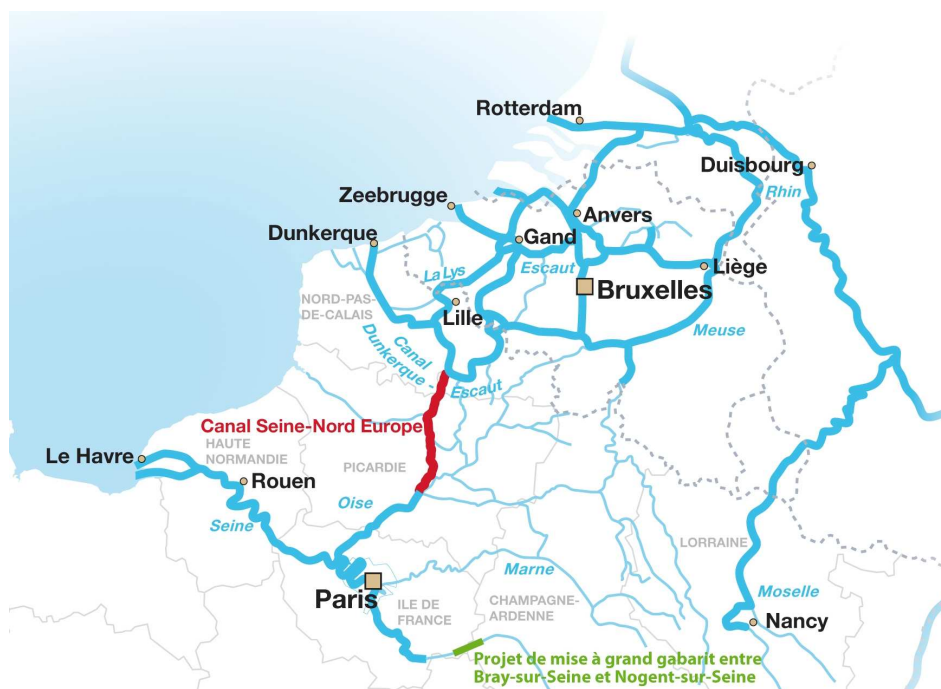 Rotterdam
Duisbourg
Rhin
Zeebrugge
Anvers
Dunkerque
Gand
La Lys
Escaut
Liège
NORD-PAS-
DE-CALAIS
Bruxelles
Lille
Meuse
Canal
Dunkerque -
Escaut
Canal Seine-Nord Europe
HAUTE
NORMANDIE
Le Havre
PICARDIE
Rouen
Oise
Seine
LORRAINE
Marne
Moselle
Paris
ILE DE
FRANCE
CHAMPAGNE-
ARDENNE
Nancy
Projet de mise à grand gabarit entre
Bray-sur-Seine et Nogent-sur-Seine